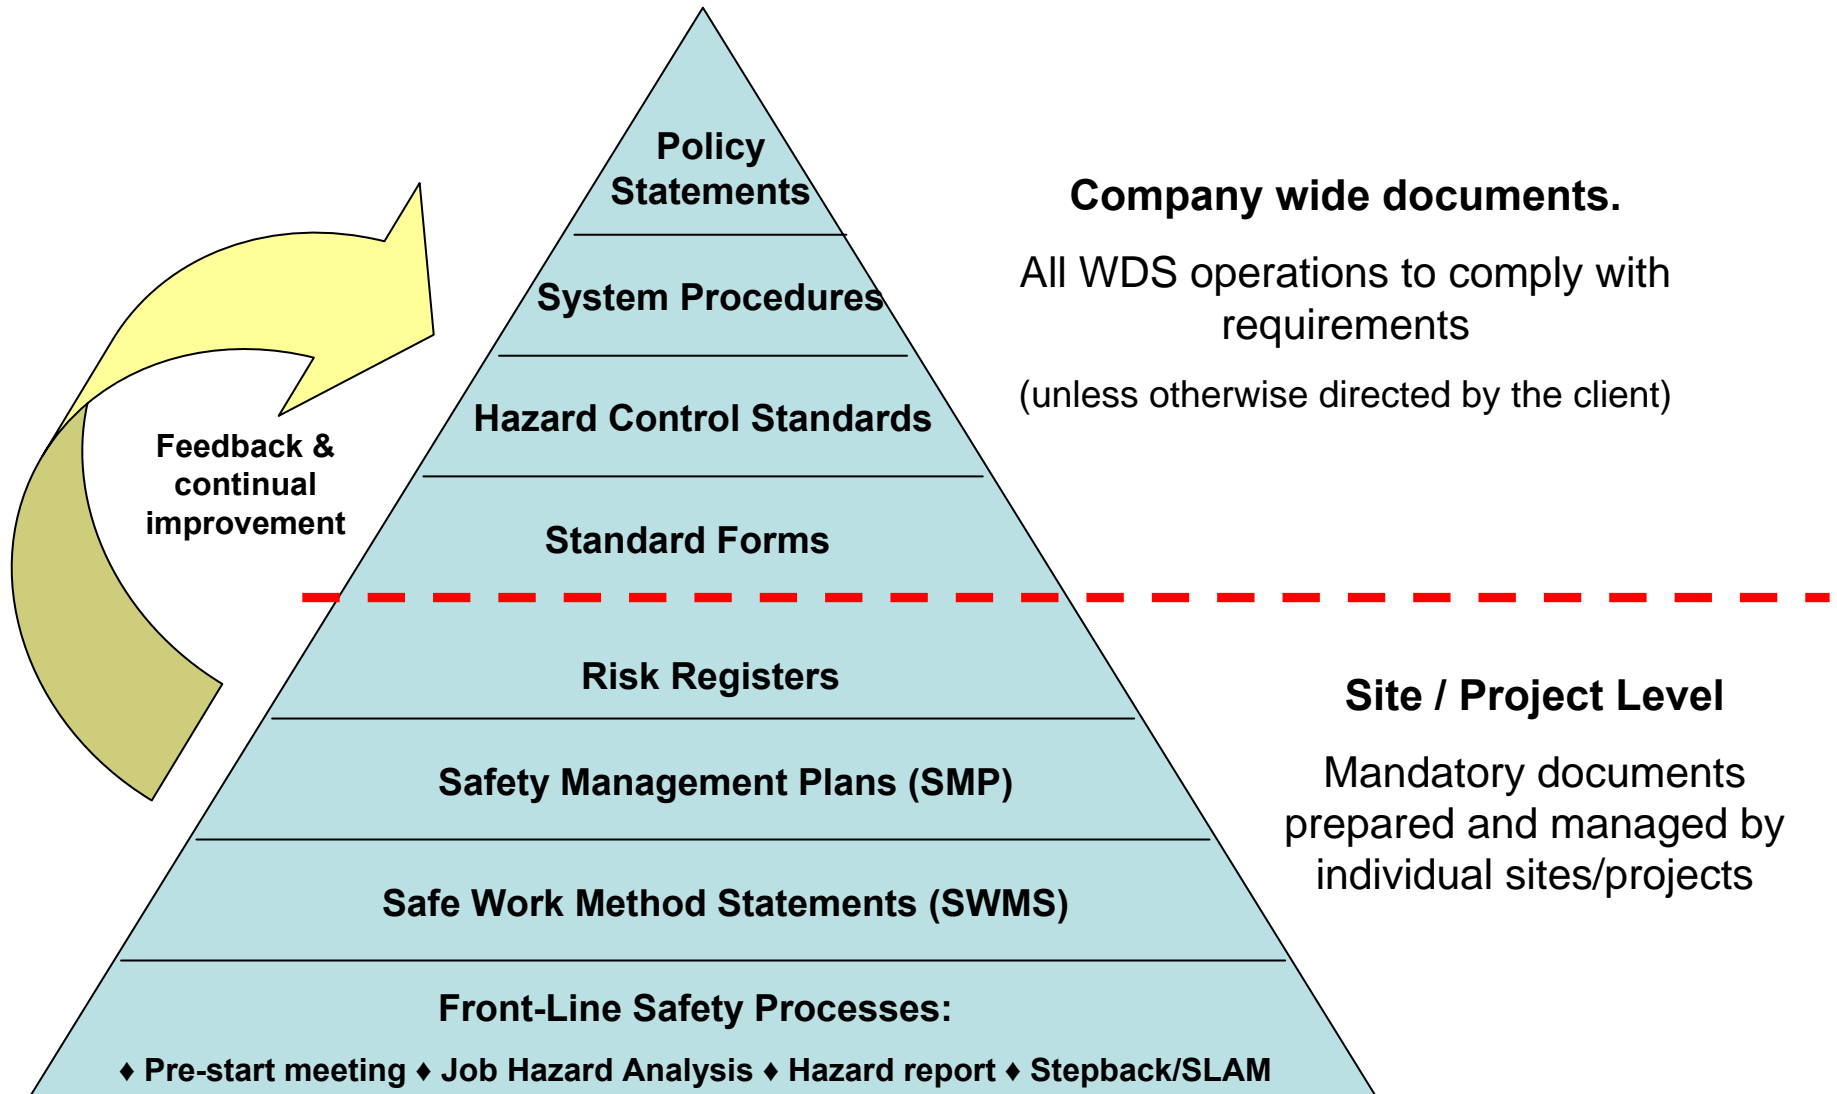 Policy
Statements
System Procedures
Hazard Control Standards
Standard Forms
Risk Registers
Safety Management Plans (SMP)
Safe Work Method Statements (SWMS)
Front-Line Safety Processes:
♦ Pre-start meeting ♦ Job Hazard Analysis ♦ Hazard report ♦ Stepback/SLAM
Feedback &
continual
improvement
Company wide documents.
All WDS operations to comply with
requirements
(unless otherwise directed by the client)
Site / Project Level
Mandatory documents
prepared and managed by
individual sites/projects